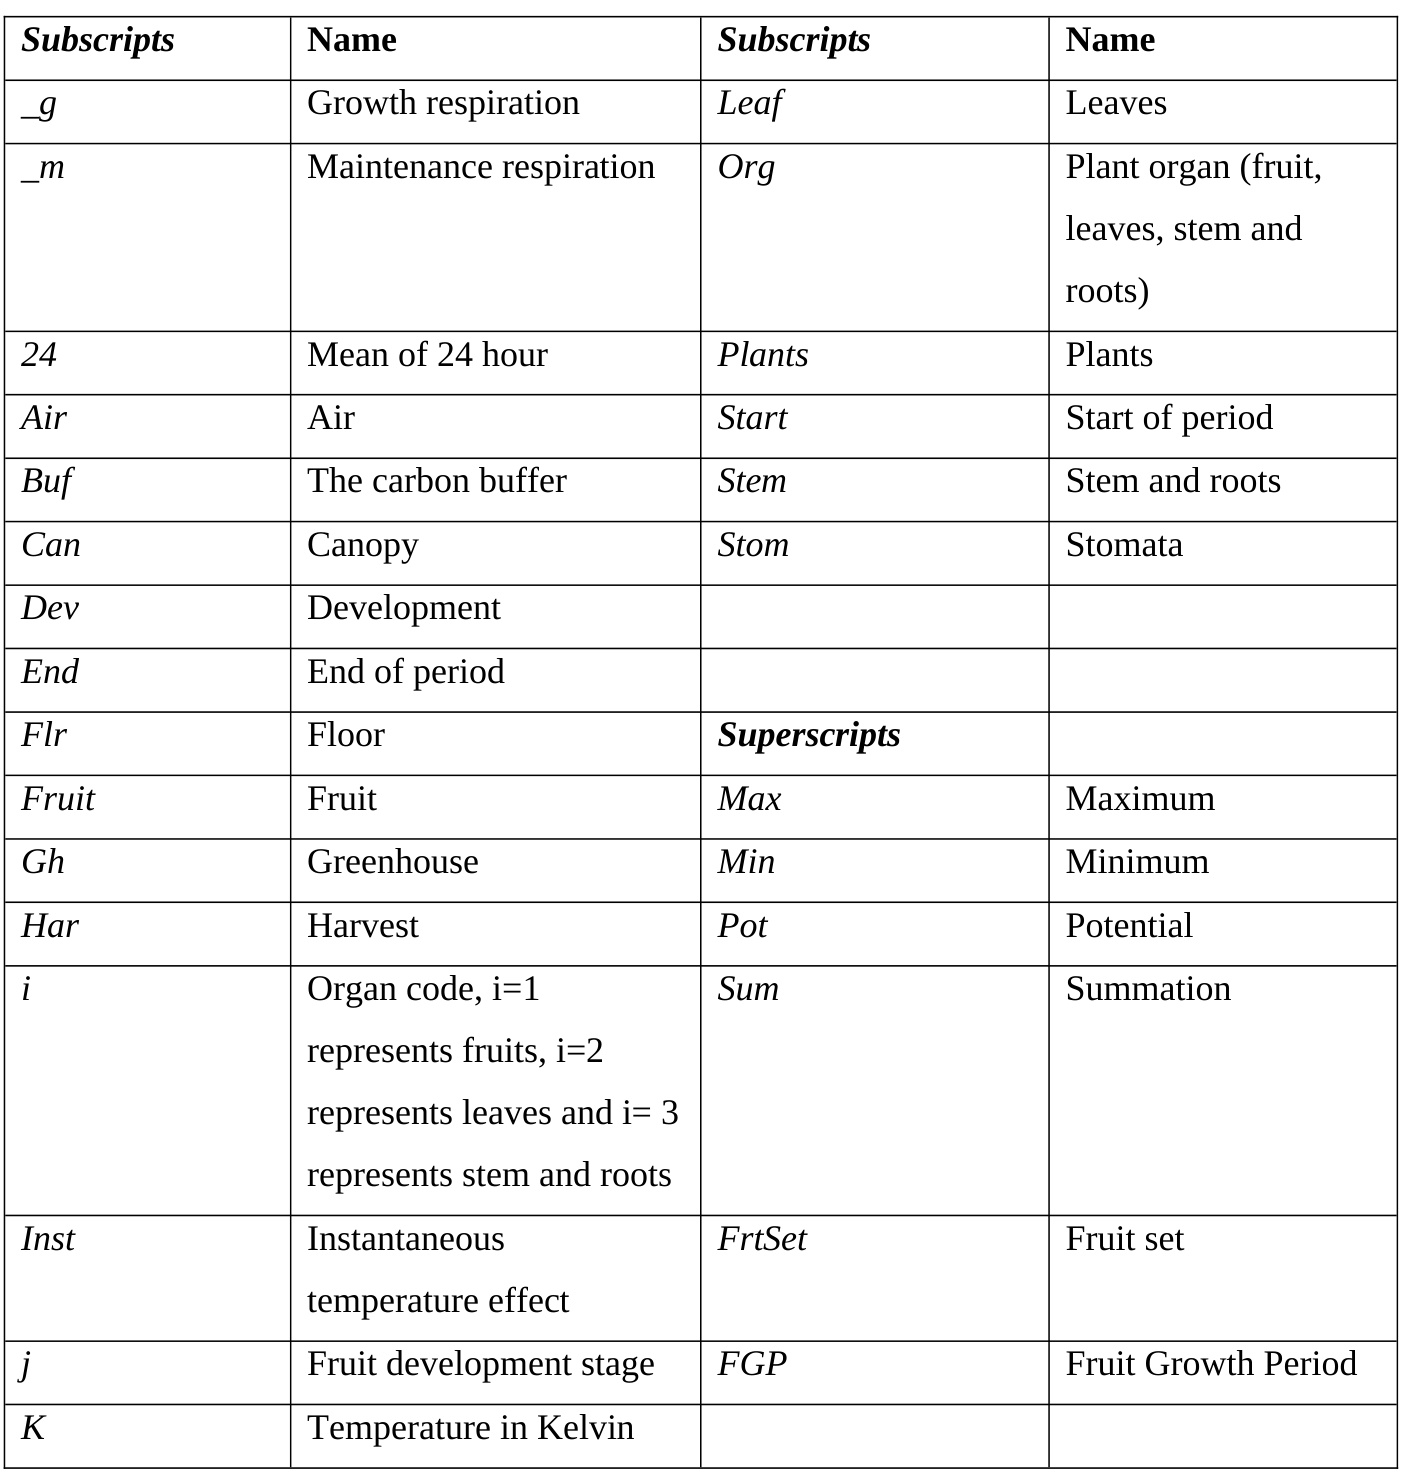 Subscripts Name Subscripts Name
_g Growth respiration Leaf Leaves
_m Maintenance respiration Org Plant organ (fruit,
leaves, stem and
roots)
24 Mean of 24 hour Plants Plants
Air Air Start Start of period
Buf The carbon buffer Stem Stem and roots
Can Canopy Stom Stomata
Dev Development
End End of period
Flr Floor Superscripts
Fruit Fruit Max Maximum
Gh Greenhouse Min Minimum
Har Harvest Pot Potential
i Organ code, i=1 Sum Summation
represents fruits, i=2
represents leaves and i= 3
represents stem and roots
Inst Instantaneous FrtSet Fruit set
temperature effect
j Fruit development stage FGP Fruit Growth Period
K Temperature in Kelvin